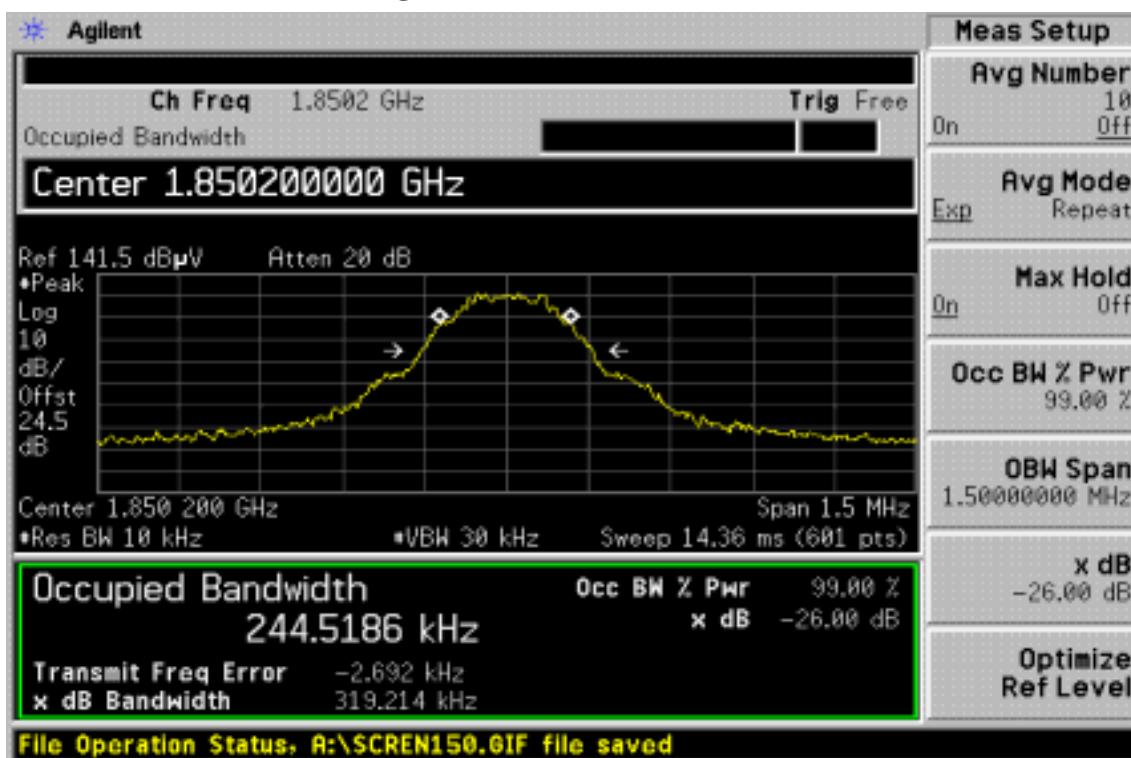 Agilent
Meas Setup
Ch Freq 1.8502 GHz Trig Free
Occupied Bandwidth
Center 1.850200000 GHz
Ref 141.5 dBµV Atten 20 dB
•Peak
Log
10
dB/
Offst
24.5
dB
Center 1.850 200 GHz Span 1.5 MHz
•Res BW 10 kHz •VBW 30 kHz Sweep 14.36 ms (601 pts)
Occupied Bandwidth
244.5186 kHz
Occ BW % Pwr 99.00 %
x dB -26.00 dB
Transmit Freq Error -2.692 kHz
x dB Bandwidth 319.214 kHz
File Operation Status, A:\SCREN150.GIF file saved
Avg Number
10
On Off
Avg Mode
Exp Repeat
Max Hold
On Off
Occ BW % Pwr
99.00 %
OBW Span
1.50000000 MHz
x dB
-26.00 dB
Optimize
Ref Level